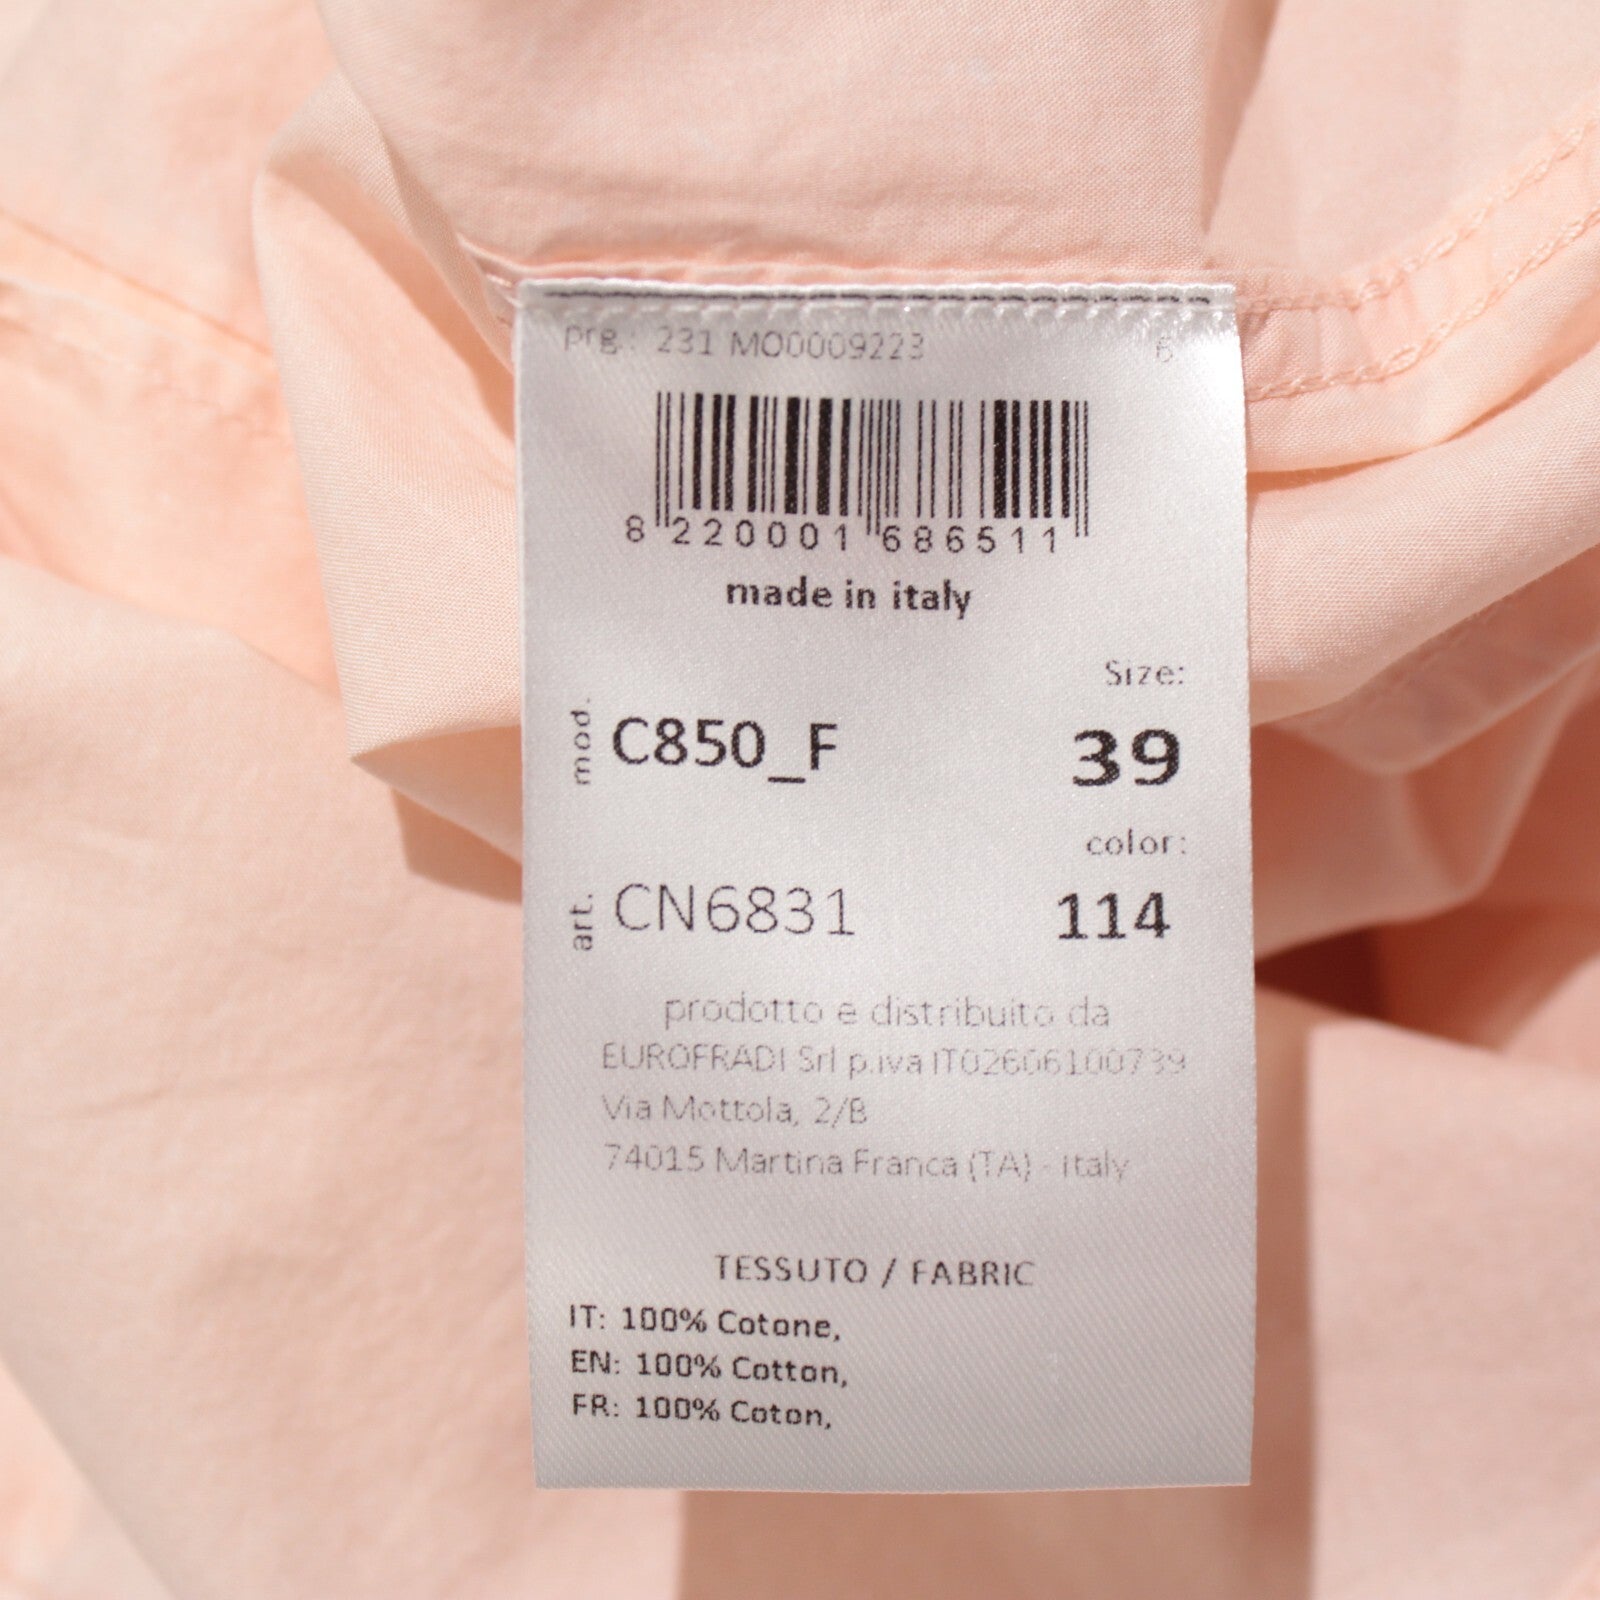 prg.: 231 MO0009223 6
8 220001 686511
made in italy
Size:
mod. C850_F 39
color:
art. CN6831 114
prodotto e distribuito da
EUROFRADI Srl p.iva IT02606100739
Via Mottola, 2/B
74015 Martina Franca (TA) - Italy
TESSUTO / FABRIC
IT: 100% Cotone,
EN: 100% Cotton,
FR: 100% Coton,